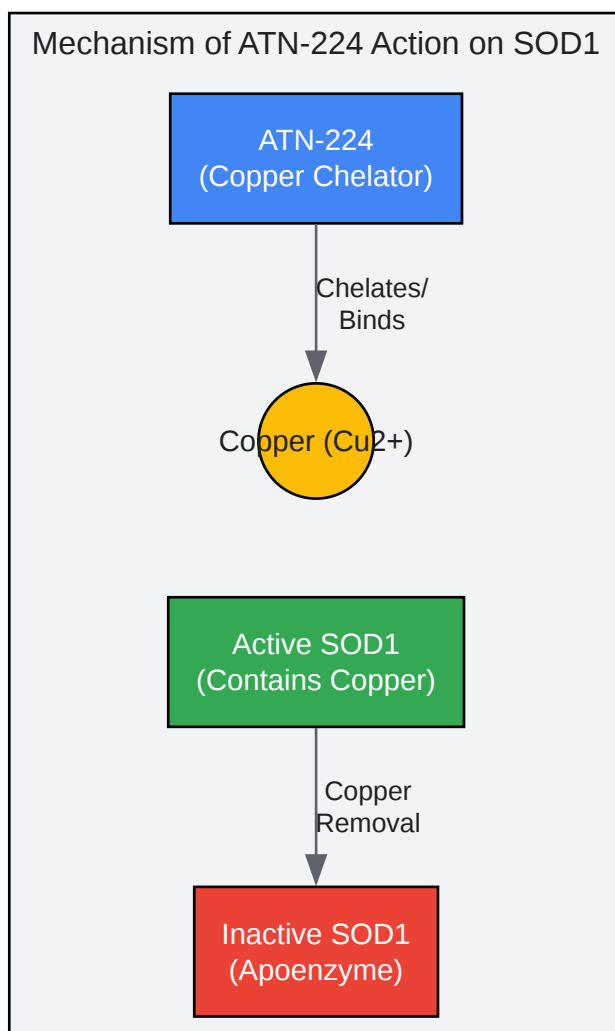 Mechanism of ATN-224 Action on SOD1
ATN-224
(Copper Chelator)
Chelates/
Binds
Copper (Cu2+)
Active SOD1
(Contains Copper)
Copper
Removal
Inactive SOD1
(Apoenzyme)